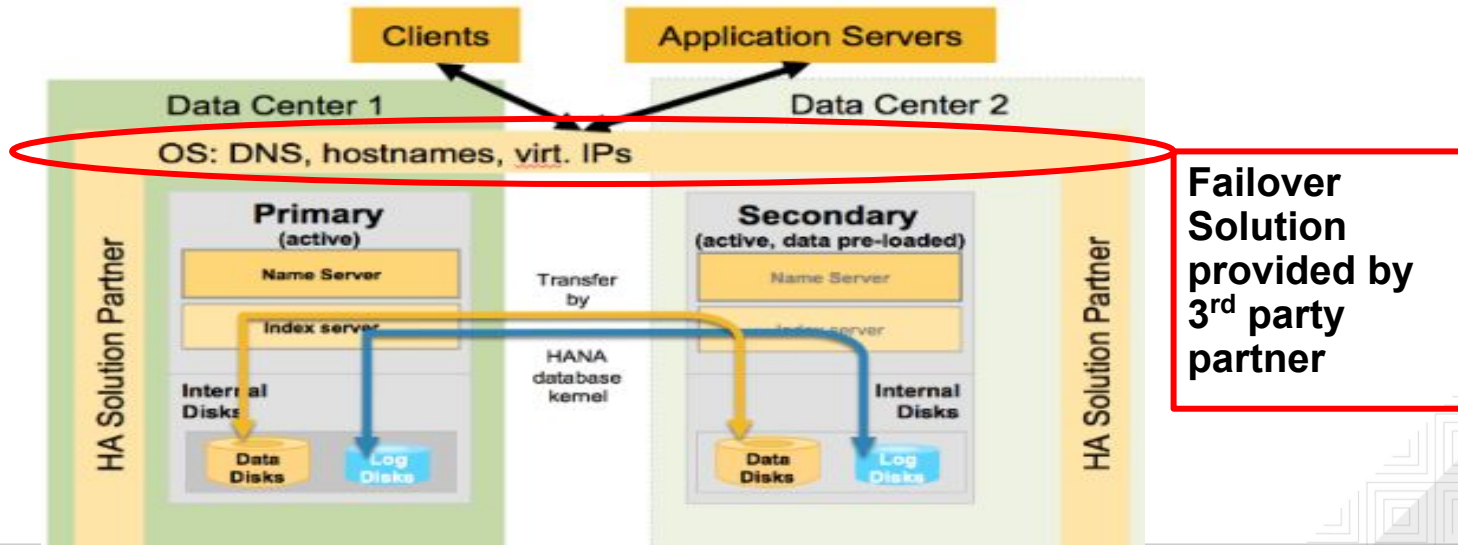 Clients
Application Servers
Data Center 1
Data Center 2
OS: DNS, hostnames, virt. IPs
HA Solution Partner
Primary
(active)
Name Server
Index server
Internal
Disks
Data
Disks
Log
Disks
Transfer
by
HANA
database
kernel
Secondary
(active, data pre-loaded)
Name Server
Index server
Internal
Disks
Data
Disks
Log
Disks
HA Solution Partner
Failover
Solution
provided by
3rd party
partner